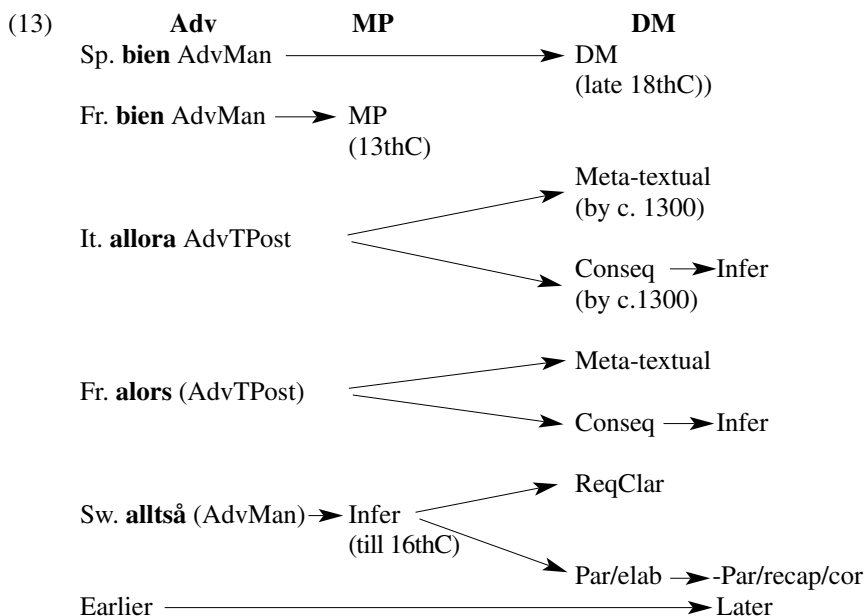 (13) Adv MP DM
Sp. bien AdvMan DM
(late 18thC))
Fr. bien AdvMan MP
(13thC)
Meta-textual
(by c. 1300)
It. allora AdvTPost
Conseq Infer
(by c.1300)
Meta-textual
Fr. alors (AdvTPost)
Conseq Infer
ReqClar
Sw. alltså (AdvMan) Infer
(till 16thC)
Par/elab -Par/recap/cor
Earlier Later